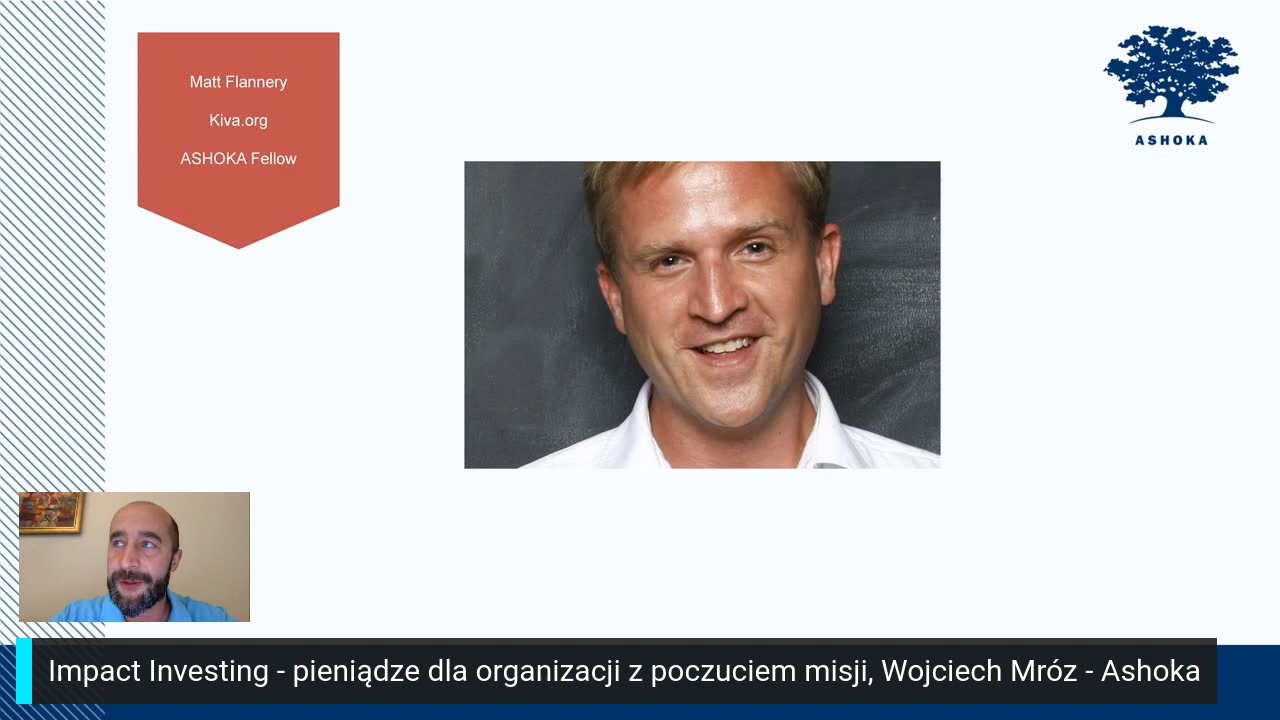 Matt Flannery
Kiva.org
ASHOKA Fellow
ASHOKA
Impact Investing - pieniądze dla organizacji z poczuciem misji, Wojciech Mróz - Ashoka